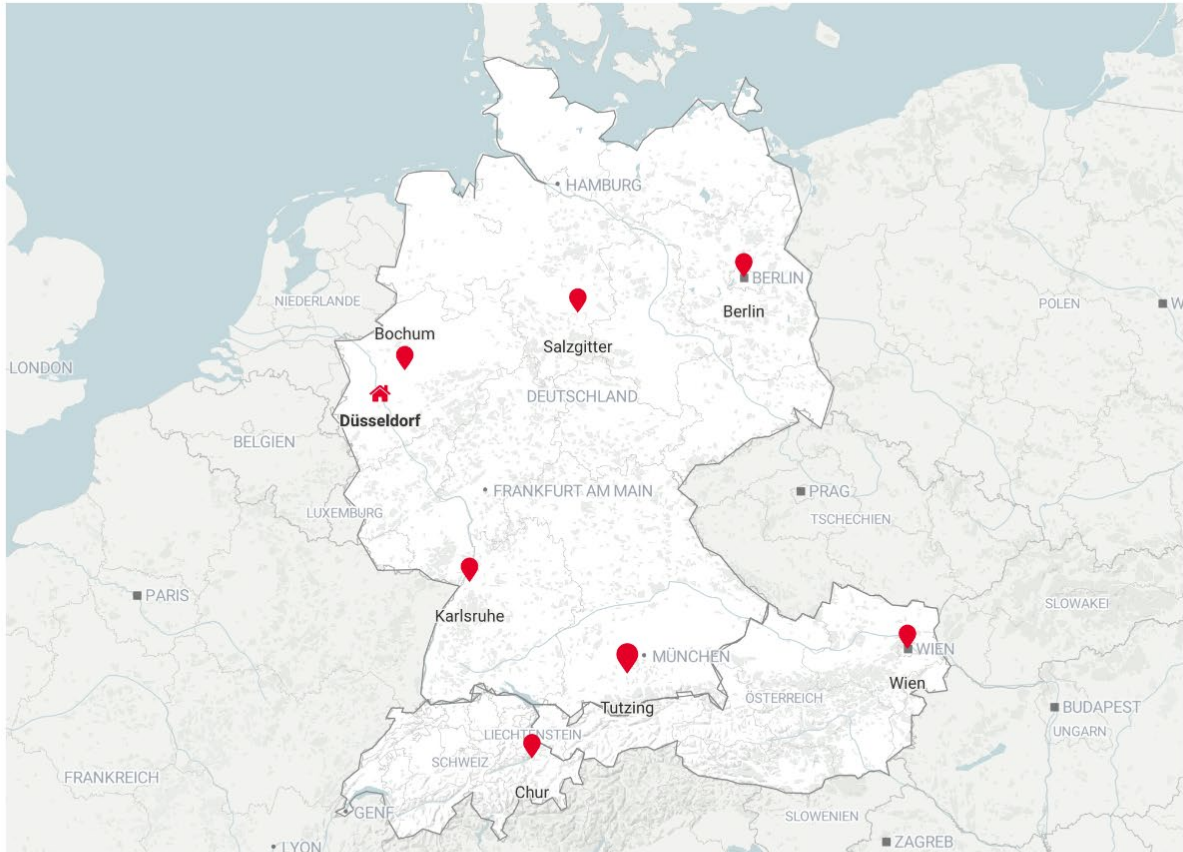 HAMBURG
BERLIN
Berlin
NIEDERLANDE
POLEN
W
Salzgitter
Bochum
LONDON
DEUTSCHLAND
Düsseldorf
BELGIEN
FRANKFURT AM MAIN
PRAG
LUXEMBURG
TSCHECHIEN
PARIS
Karlsruhe
SLOWAKEI
MÜNCHEN
WIEN
Wien
Tutzing
ÖSTERREICH
BUDAPEST
UNGARN
LIECHTENSTEIN
SCHWEIZ
FRANKREICH
Chur
GENF
SLOWENIEN
ZAGREB
LYON